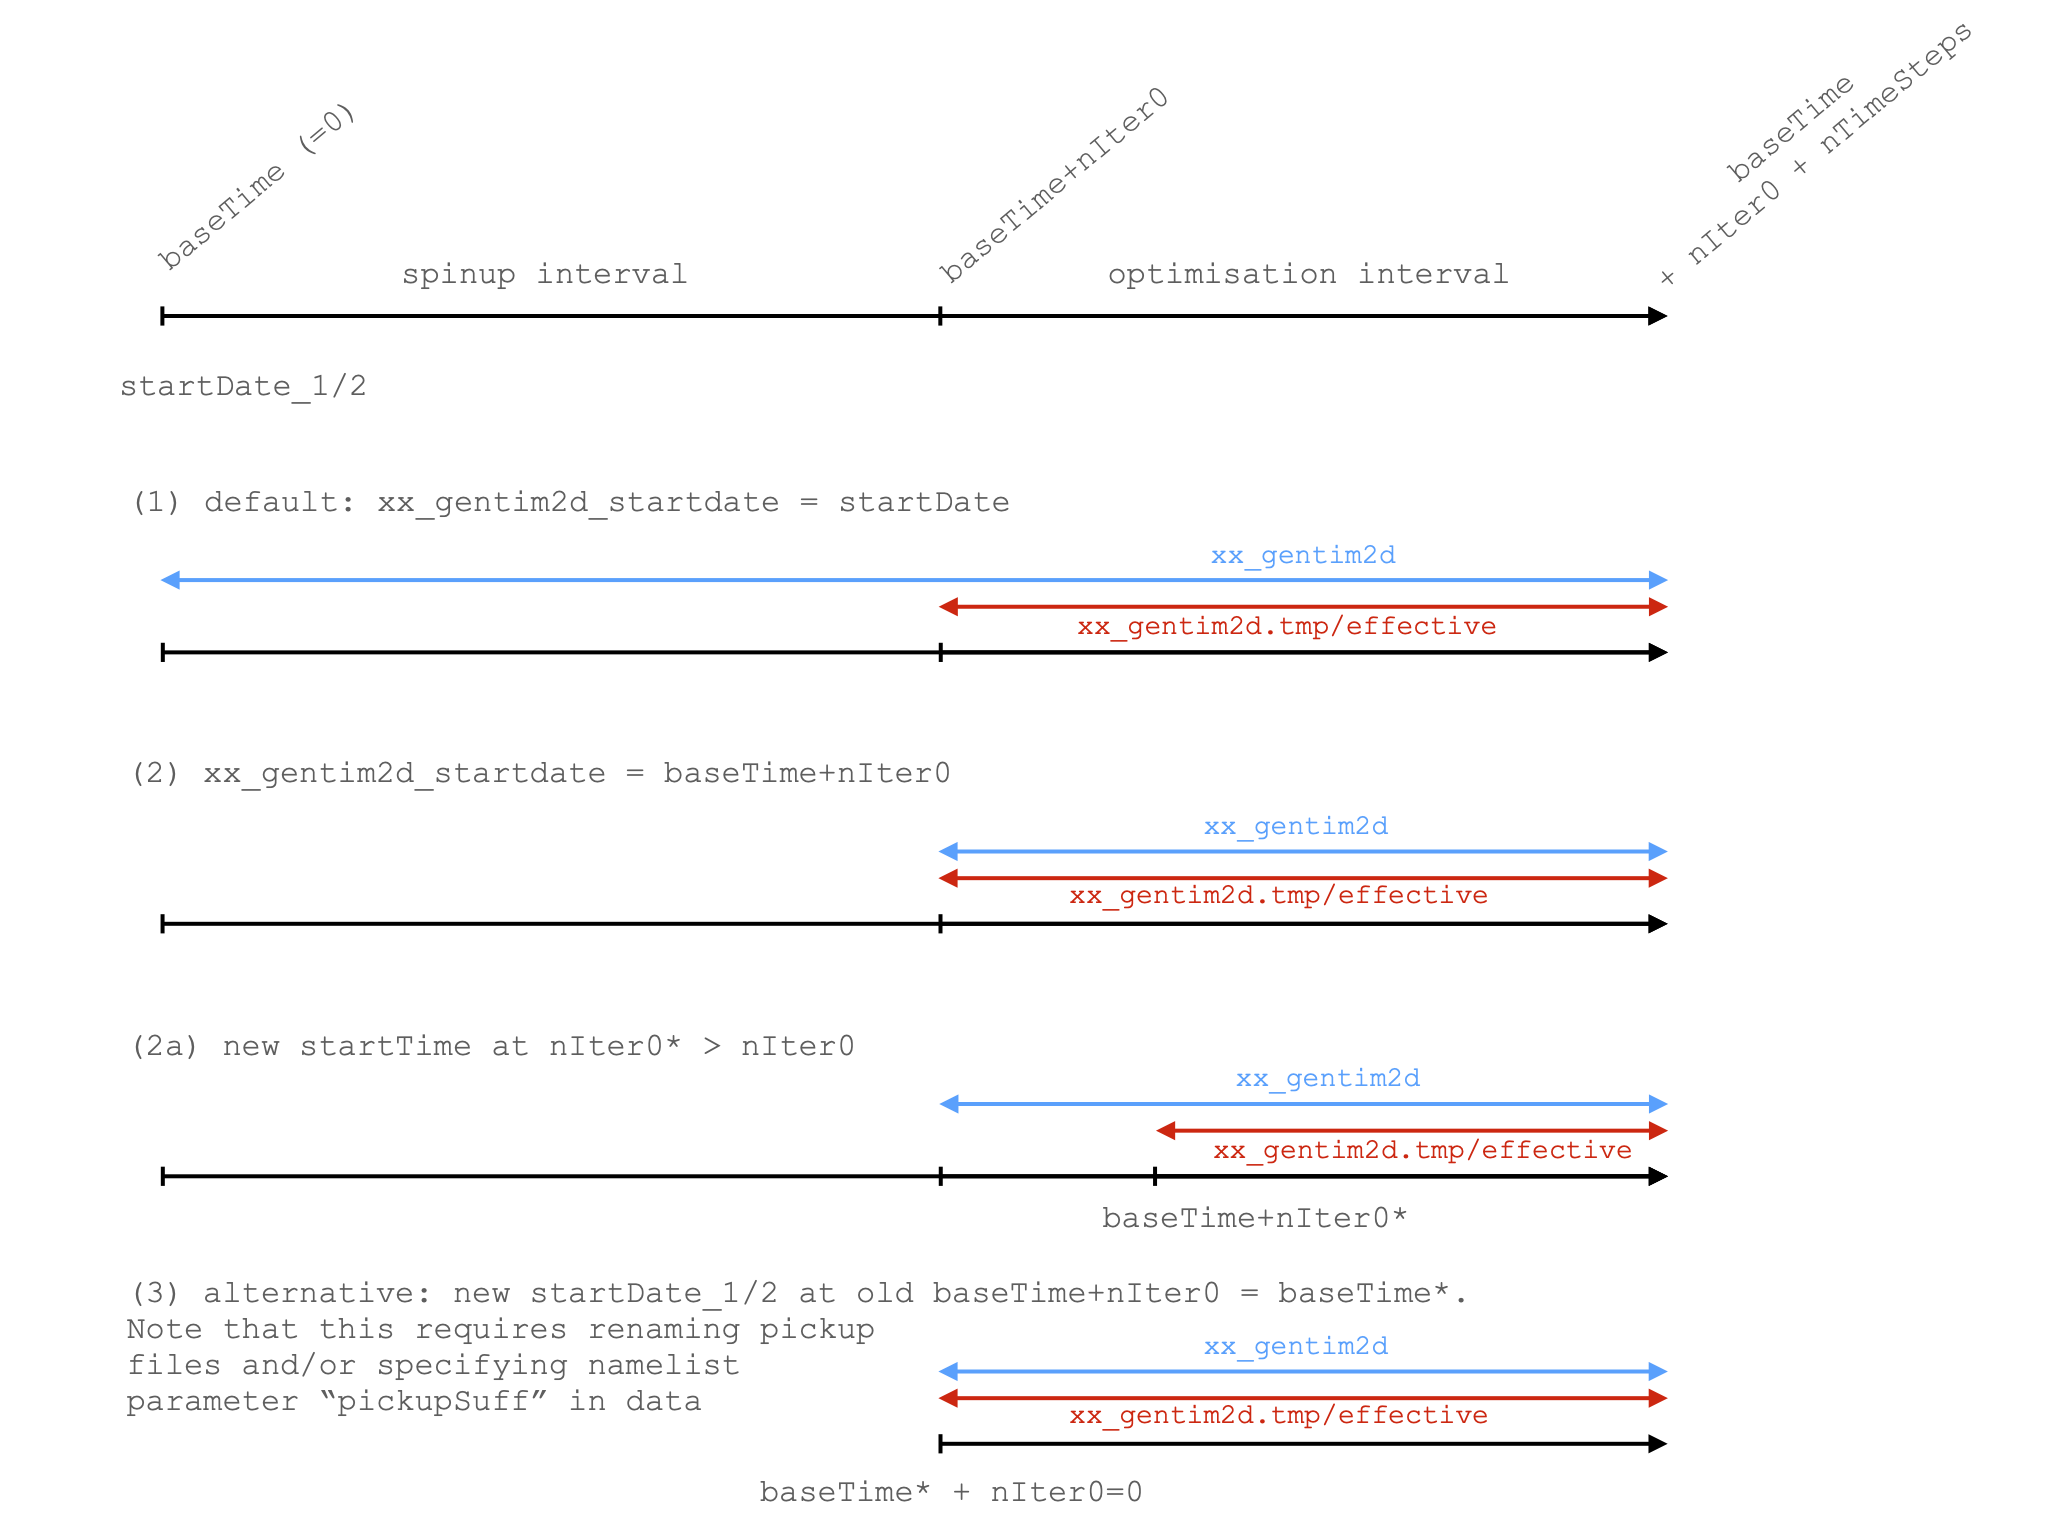 baseTime (=0)
baseTime+nIter0
baseTime
+ nIter0 + nTimeSteps
spinup interval
optimisation interval
startDate_1/2
(1) default: xx_gentim2d_startdate = startDate
xx_gentim2d
xx_gentim2d.tmp/effective
(2) xx_gentim2d_startdate = baseTime+nIter0
xx_gentim2d
xx_gentim2d.tmp/effective
(2a) new startTime at nIter0* > nIter0
xx_gentim2d
xx_gentim2d.tmp/effective
baseTime+nIter0*
(3) alternative: new startDate_1/2 at old baseTime+nIter0 = baseTime*.
Note that this requires renaming pickup
files and/or specifying namelist
parameter “pickupSuff” in data
xx_gentim2d
xx_gentim2d.tmp/effective
baseTime* + nIter0=0